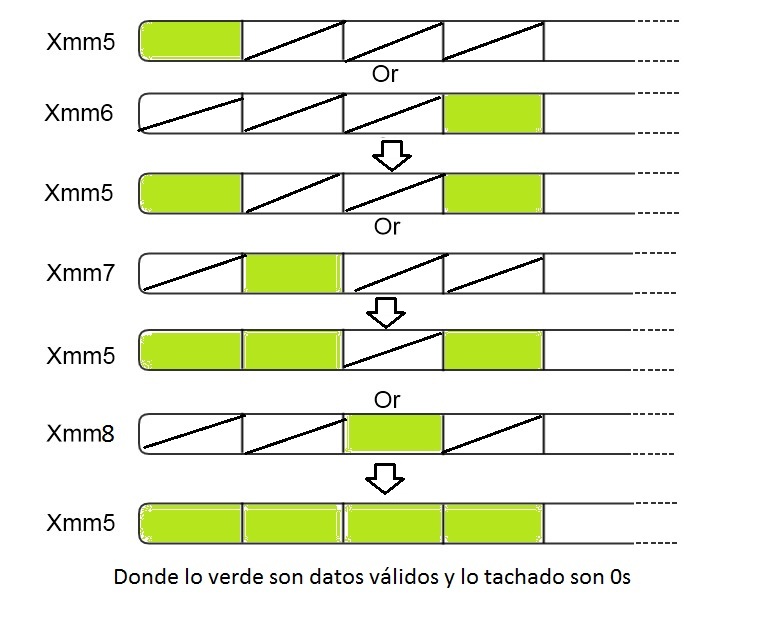 Xmm5
Or
Xmm6
Xmm5
Or
Xmm7
Xmm5
Or
Xmm8
Xmm5
Donde lo verde son datos válidos y lo tachado son 0s